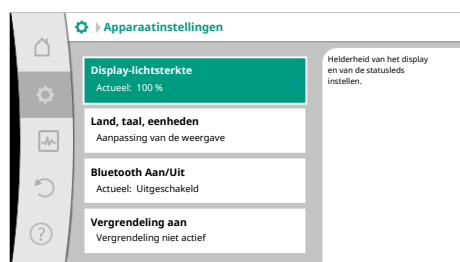 Apparaatinstellingen
Display-lichtsterkte
Actueel: 100 %
Land, taal, eenheden
Aanpassing van de weergave
Bluetooth Aan/Uit
Actueel: Uitgeschakeld
Vergrendeling aan
Vergrendeling niet actief
Helderheid van het display
en van de statusleds
instellen.